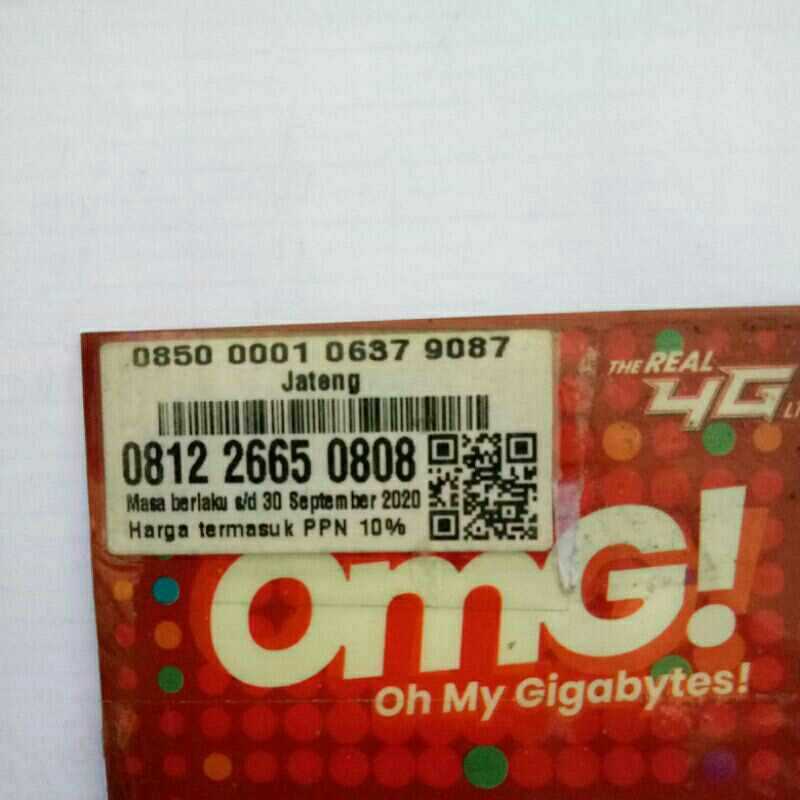 0850 0001 0637 9087
Jateng
0812 2665 0808
Masa berlaku s/d 30 September 2020
Harga termasuk PPN 10%
THE REAL
4G
OMG!
Oh My Gigabytes!